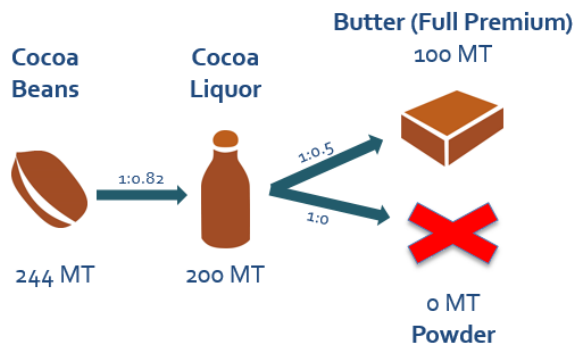 Butter (Full Premium)
100 MT
Cocoa
Beans
Cocoa
Liquor
1:0.82
1:0.5
1:0
244 MT
200 MT
0 MT
Powder